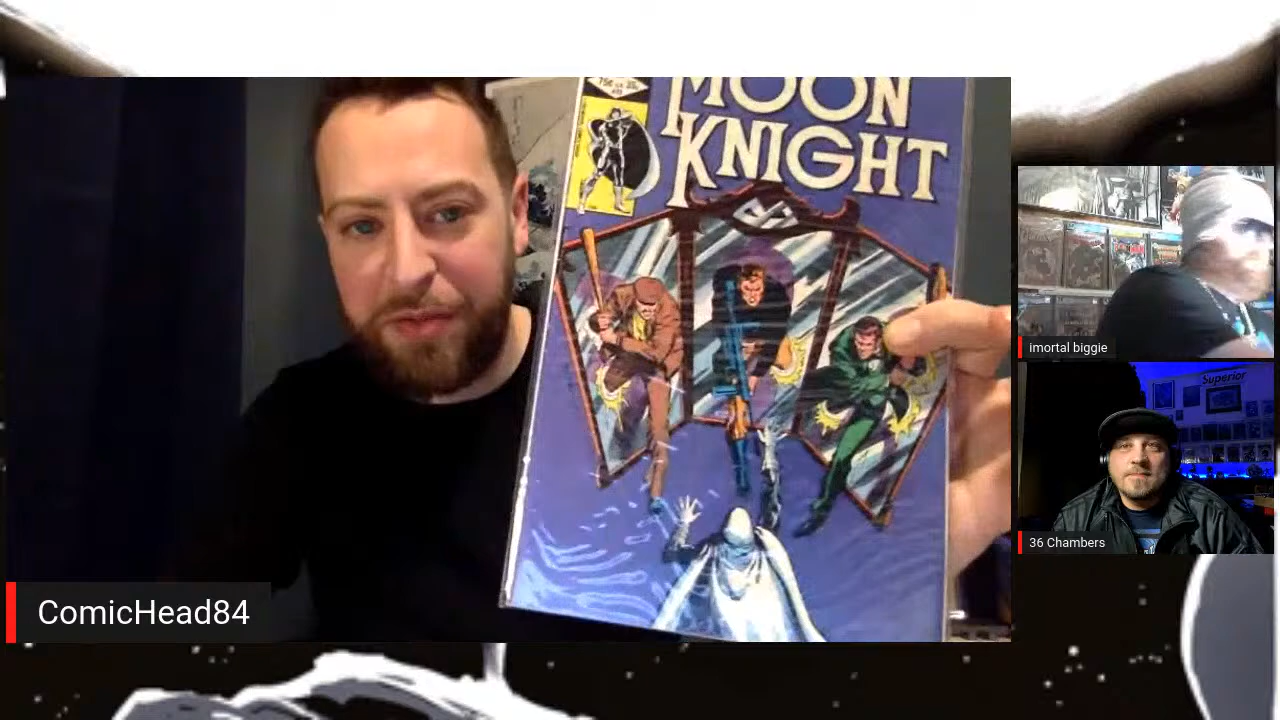 MOON
KNIGHT
Superior
imortal biggie
36 Chambers
ComicHead84